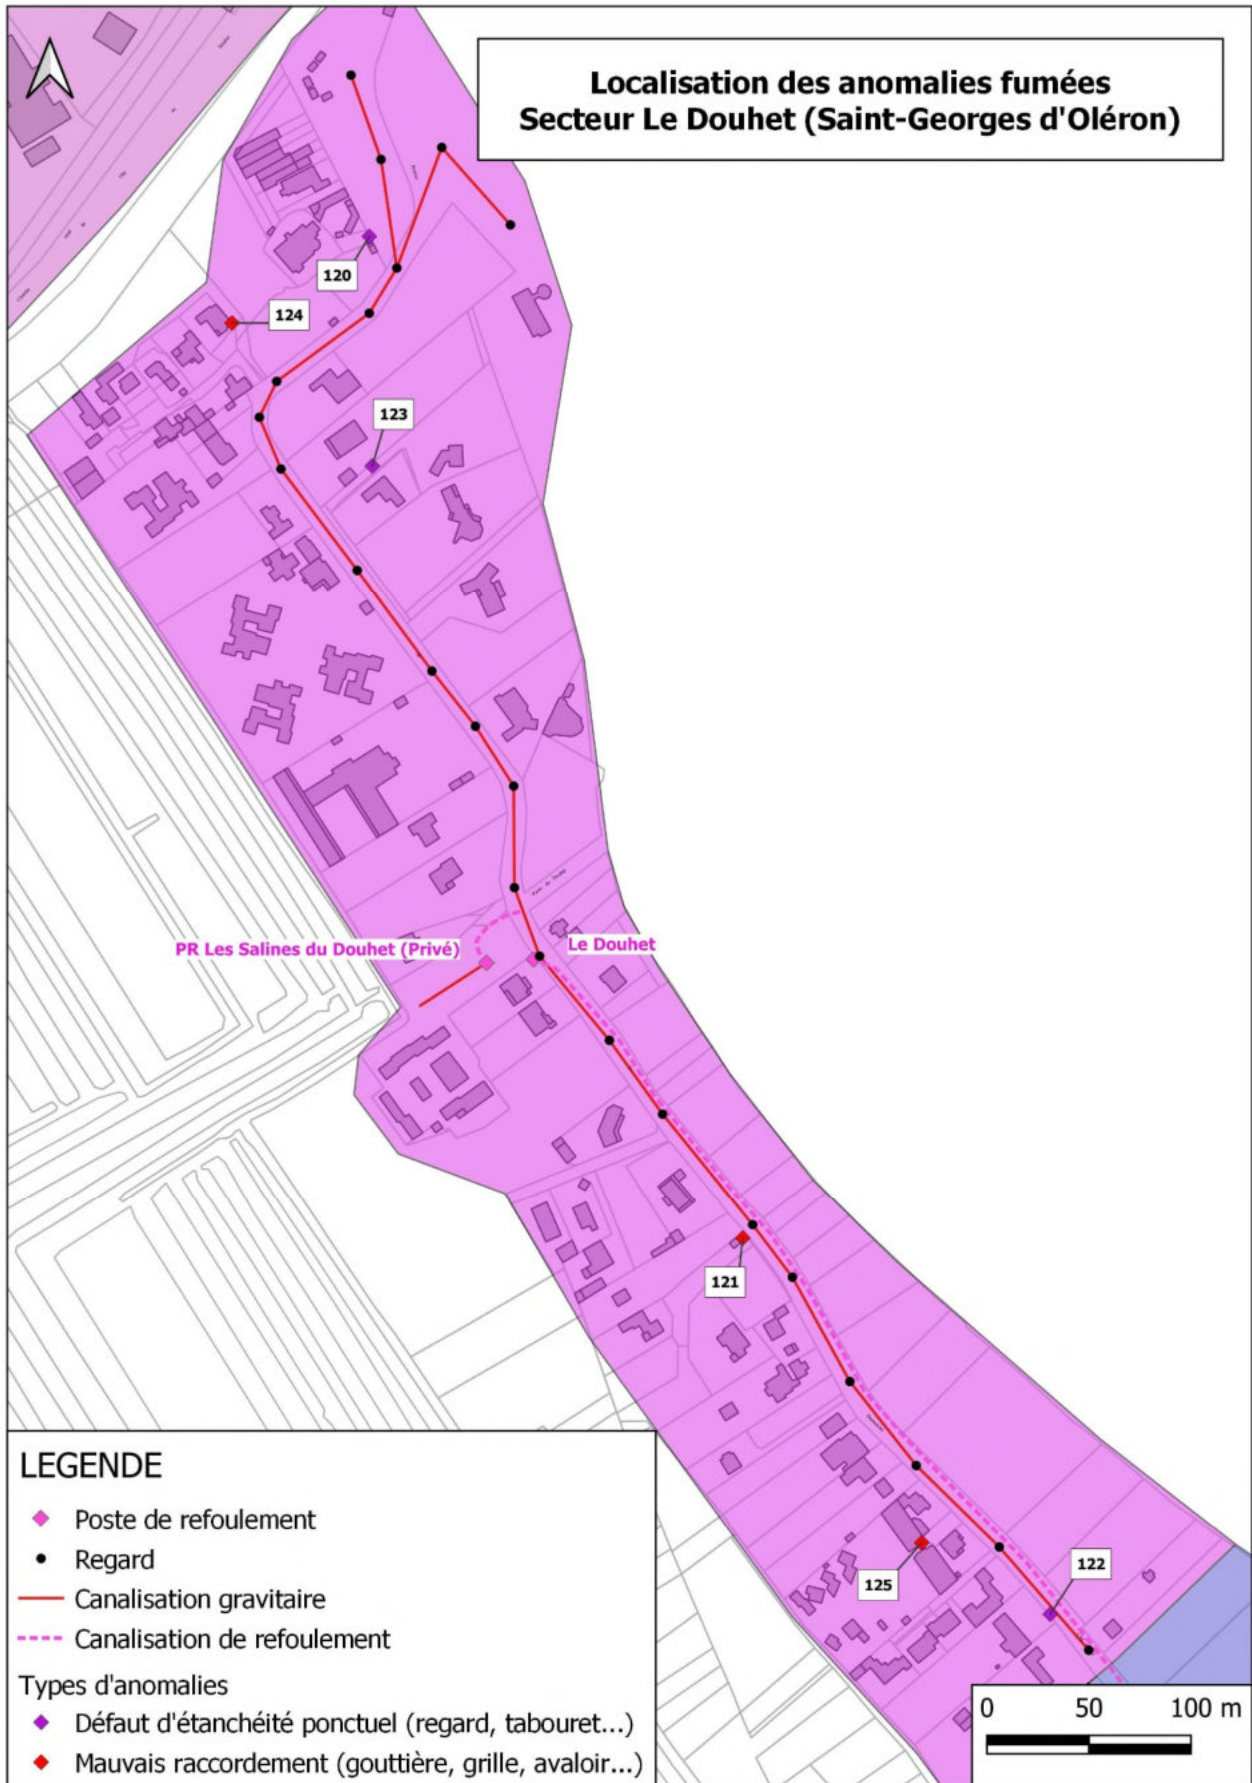 Localisation des anomalies fumées
Secteur Le Douhet (Saint-Georges d'Oléron)
120
124
123
PR Les Salines du Douhet (Privé)
Le Douhet
121
122
125
LEGENDE
Poste de refoulement
Regard
Canalisation gravitaire
Canalisation de refoulement
Types d'anomalies
Défaut d'étanchéité ponctuel (regard, tabouret...)
Mauvais raccordement (gouttière, grille, avaloir...)
0 50 100 m